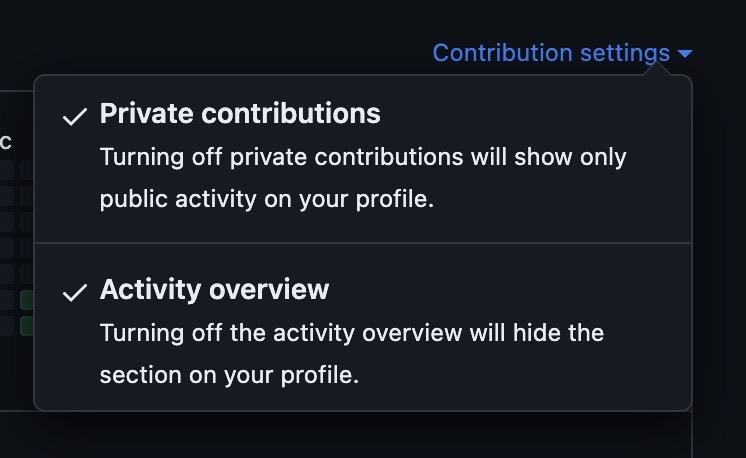 Contribution settings
C
Private contributions
Turning off private contributions will show only
public activity on your profile.
Activity overview
Turning off the activity overview will hide the
section on your profile.